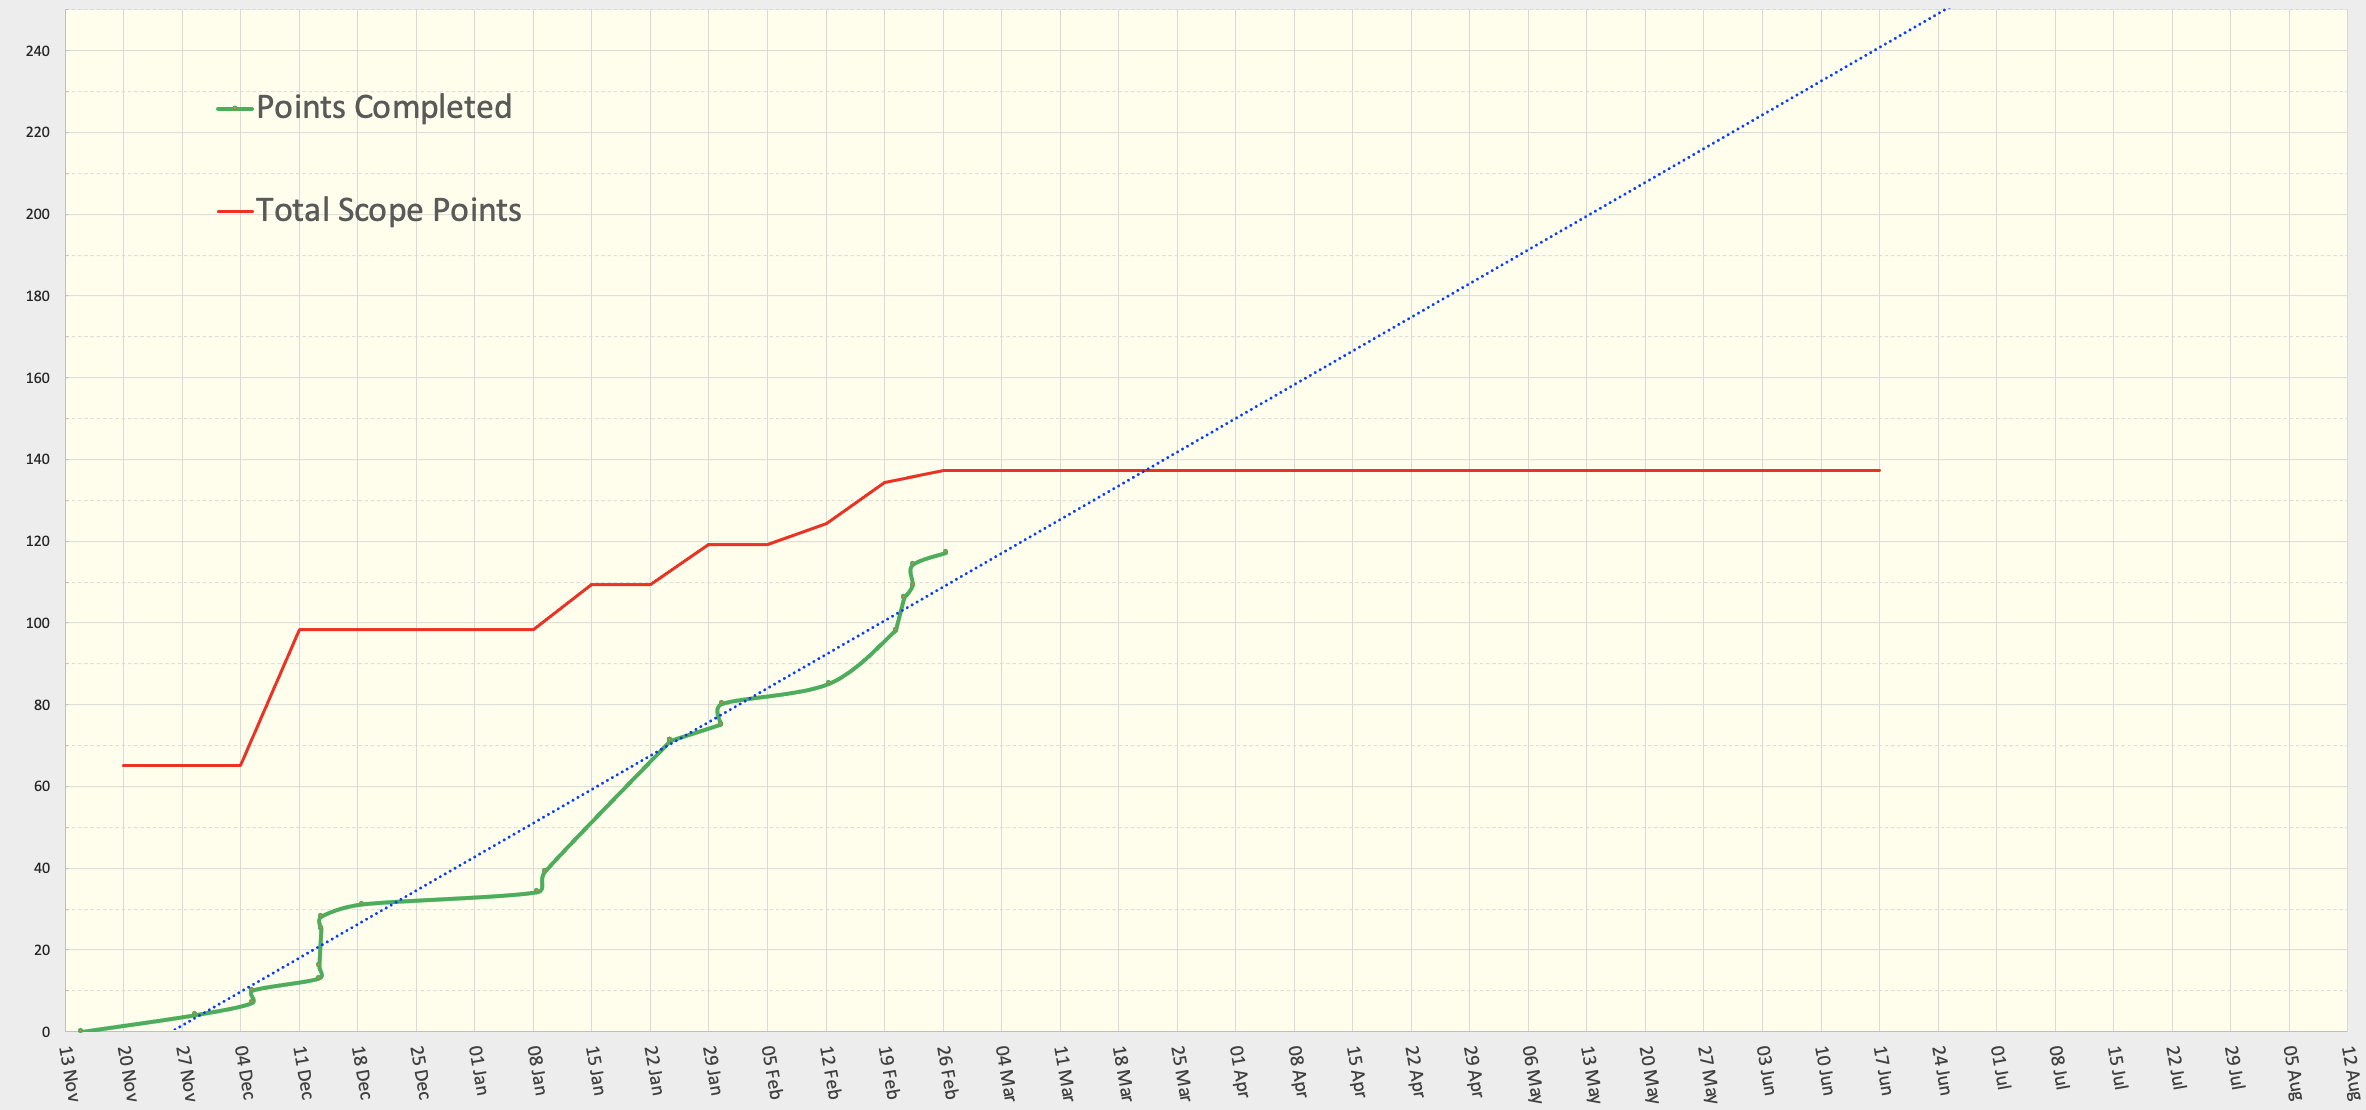 240
220
200
180
160
140
120
100
80
60
40
20
0
Points Completed
Total Scope Points
13 Nov
20 Nov
27 Nov
04 Dec
11 Dec
18 Dec
25 Dec
01 Jan
08 Jan
15 Jan
22 Jan
29 Jan
05 Feb
12 Feb
19 Feb
26 Feb
04 Mar
11 Mar
18 Mar
25 Mar
01 Apr
08 Apr
15 Apr
22 Apr
29 Apr
06 May
13 May
20 May
27 May
03 Jun
10 Jun
17 Jun
24 Jun
01 Jul
08 Jul
15 Jul
22 Jul
29 Jul
05 Aug
12 Aug